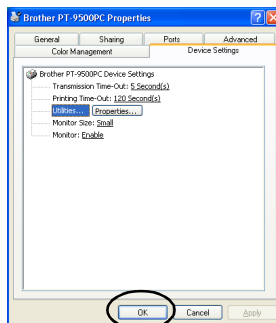 Brother PT-9500PC Properties
General Sharing Ports Advanced
Color Management Device Settings
Brother PT-9500PC Device Settings
Transmission Time-Out: 5 Second(s)
Printing Time-Out: 120 Second(s)
Utilities... Properties...
Monitor Size: Small
Monitor: Enable
OK Cancel Apply